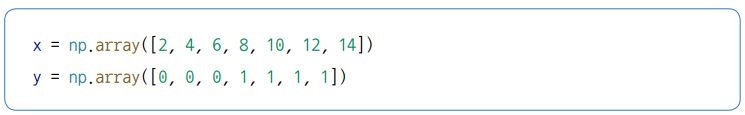 x = np.array([2, 4, 6, 8, 10, 12, 14])
y = np.array([0, 0, 0, 1, 1, 1, 1])